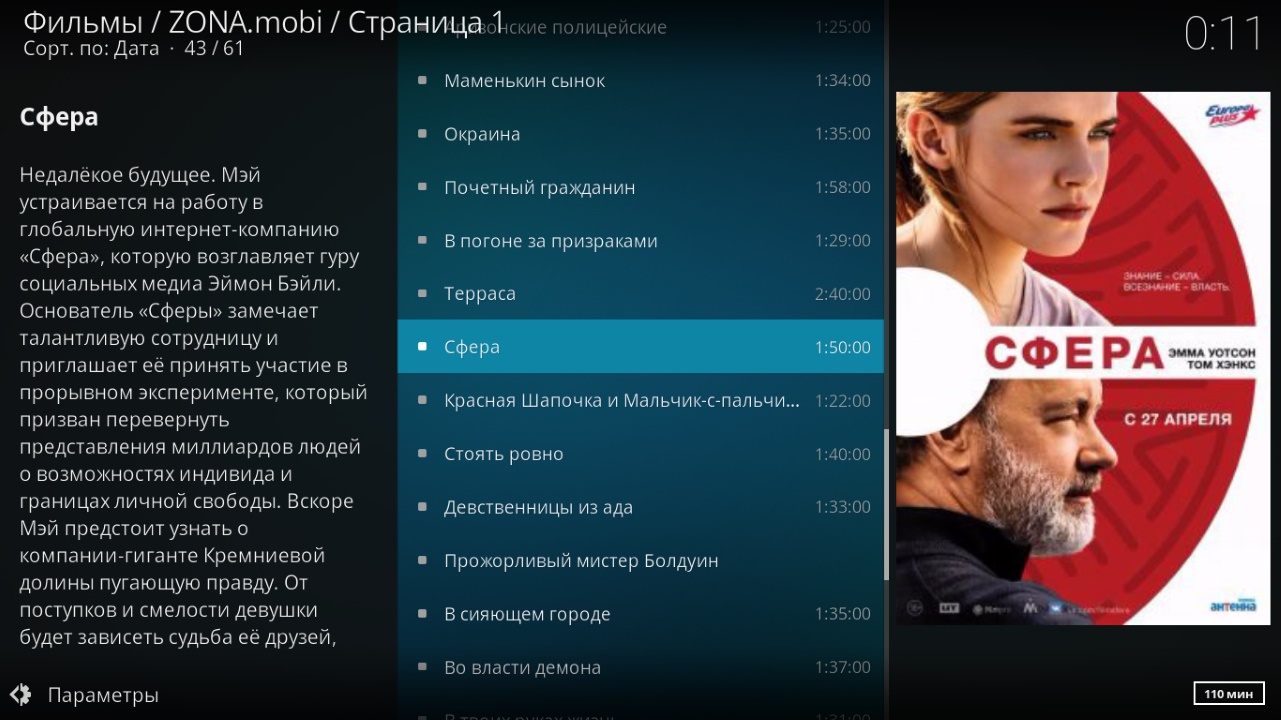 Фильмы / ZONA.mobi / Страница 1
Сорт. по: Дата · 43 / 61
0:11
Сфера
Недалёкое будущее. Мэй
устраивается на работу в
глобальную интернет-компанию
«Сфера», которую возглавляет гуру
социальных медиа Эймон Бэйли.
Основатель «Сферы» замечает
талантливую сотрудницу и
приглашает её принять участие в
прорывном эксперименте, который
призван перевернуть
представления миллиардов людей
о возможностях индивида и
границах личной свободы. Вскоре
Мэй предстоит узнать о
компании-гиганте Кремниевой
долины пугающую правду. От
поступков и смелости девушки
будет зависеть судьба её друзей,
Параметры
Аризонские полицейские 1:25:00
Маменькин сынок 1:34:00
Окраина 1:35:00
Почетный гражданин 1:58:00
В погоне за призраками 1:29:00
Терраса 2:40:00
Сфера 1:50:00
Красная Шапочка и Мальчик-с-пальчи... 1:22:00
Стоять ровно 1:40:00
Девственницы из ада 1:33:00
Прожорливый мистер Болдуин
В сияющем городе 1:35:00
Во власти демона 1:37:00
В твоих руках жизнь 1:31:00
Europa
plus
ЗНАНИЕ – СИЛА.
ВСЕЗНАНИЕ – ВЛАСТЬ.
СФЕРА
ЭММА УОТСОН
ТОМ ХЭНКС
С 27 АПРЕЛЯ
антенна
110 мин